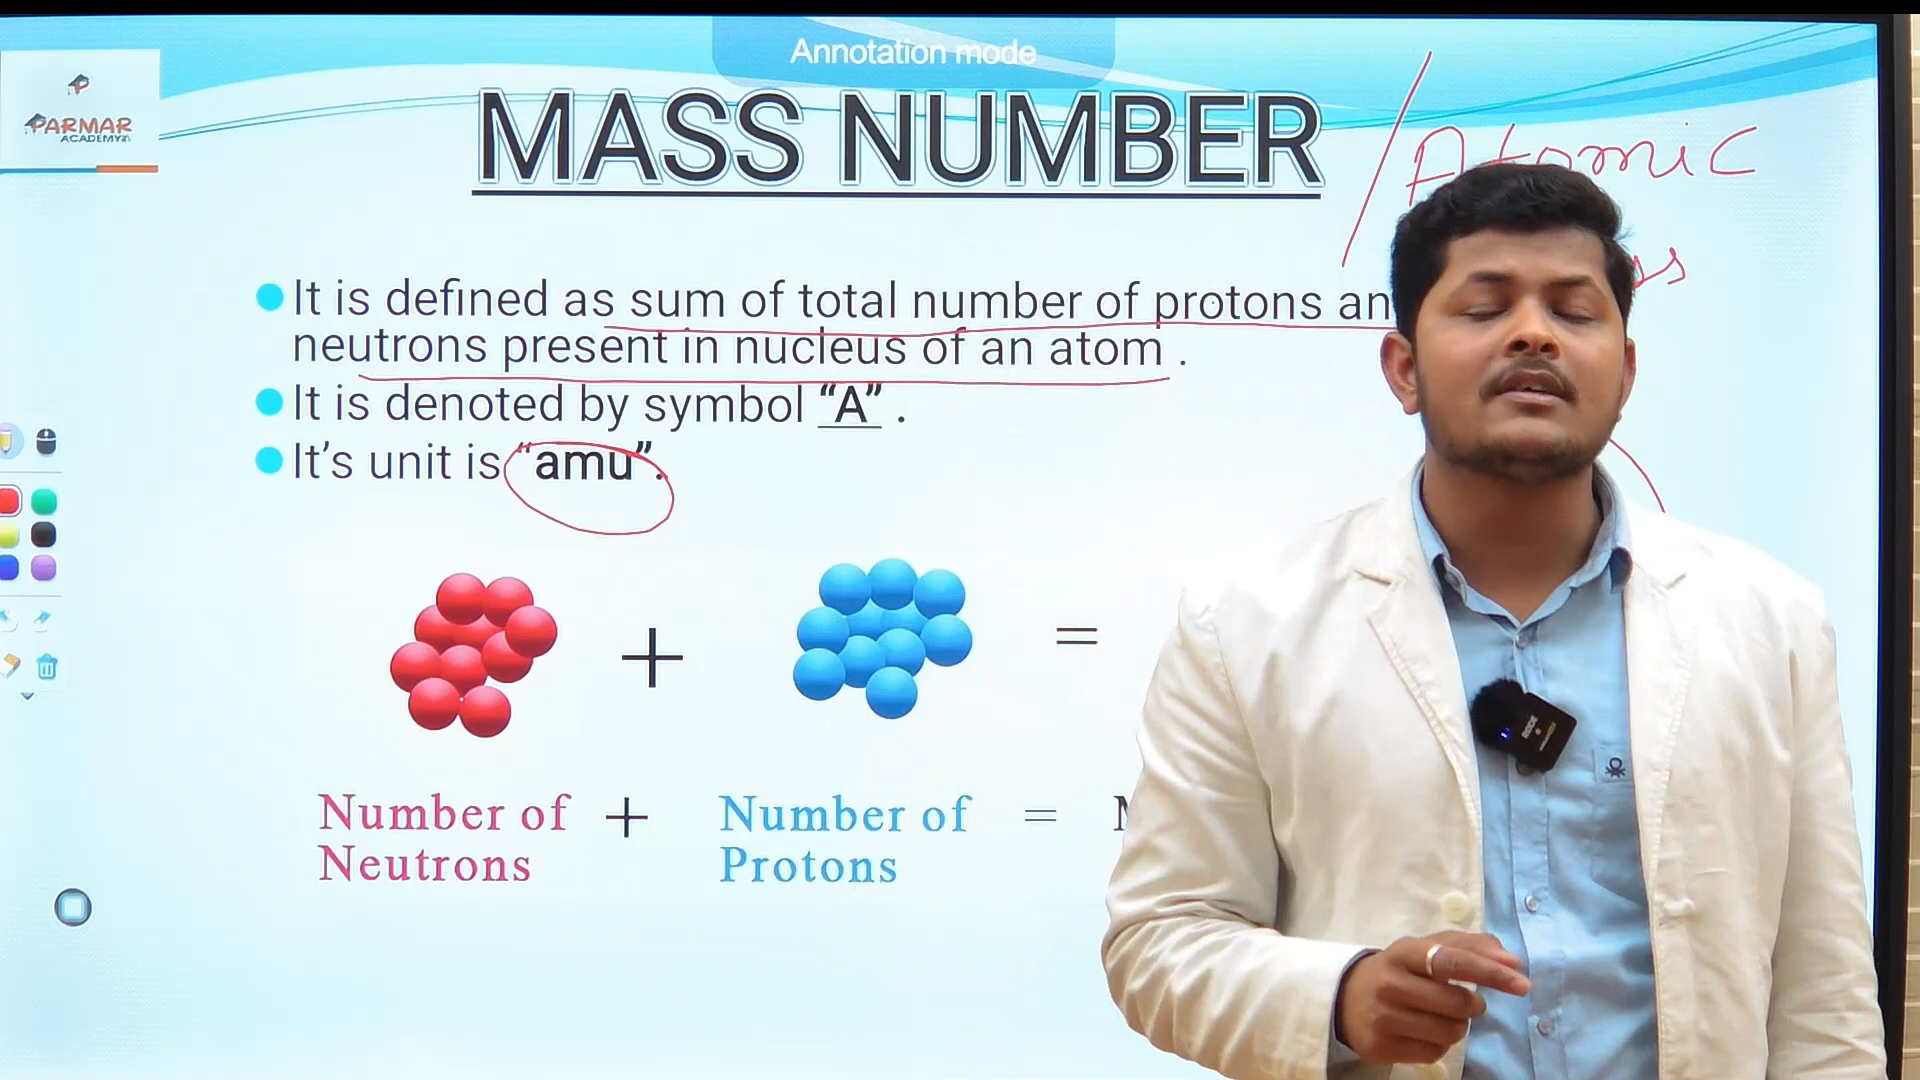 Annotation mode
PARMAR
ACADEMY
MASS NUMBER
/ Atomic
ss
It is defined as sum of total number of protons an
neutrons present in nucleus of an atom .
It is denoted by symbol “A” .
It’s unit is “amu”.
+ =
Number of + Number of =
Neutrons Protons